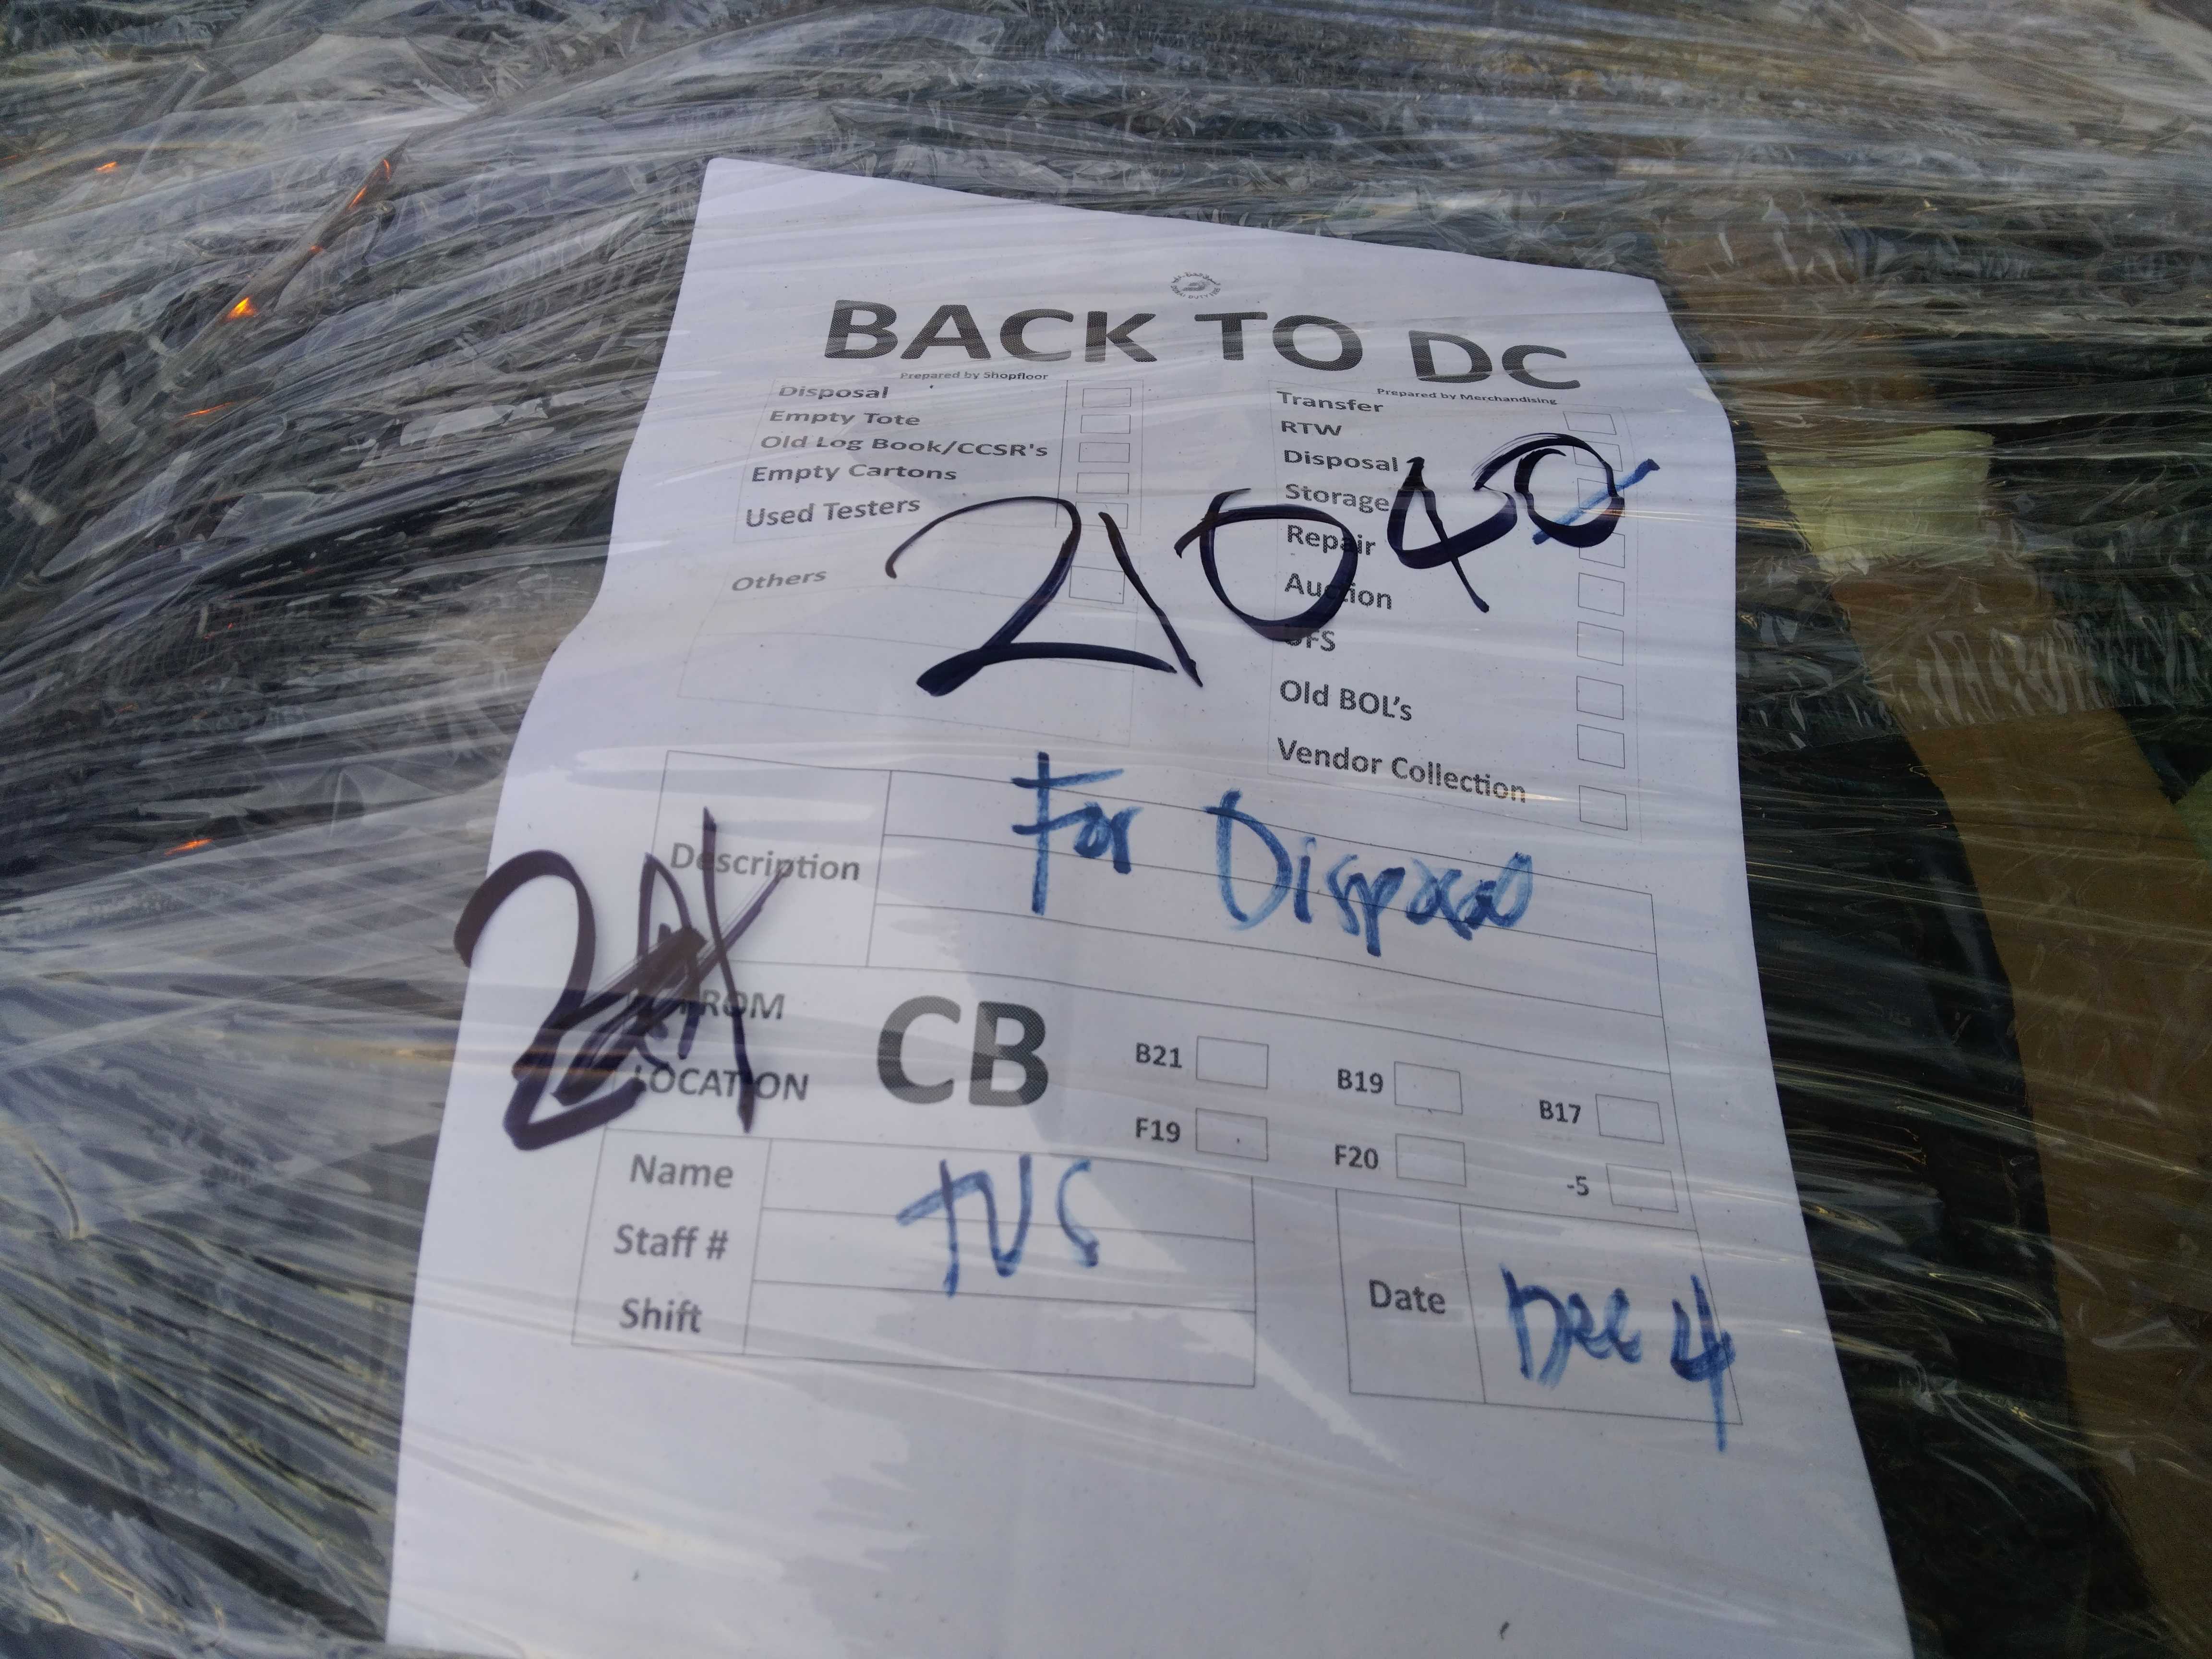 BACK TO DC
Prepared by Shopfloor
Disposal
Empty Tote
Old Log Book/CCSR's
Empty Cartons
Used Testers
Others
Prepared by Merchandising
Transfer
RTW
Disposal
Storage
Repair
Auction
Old BOL's
Vendor Collection
21040
Description
For Disposal
FROM
LOCATION
CB
B21
B19
B17
F19
F20
-5
Name
Staff #
Shift
Date
Dec 4